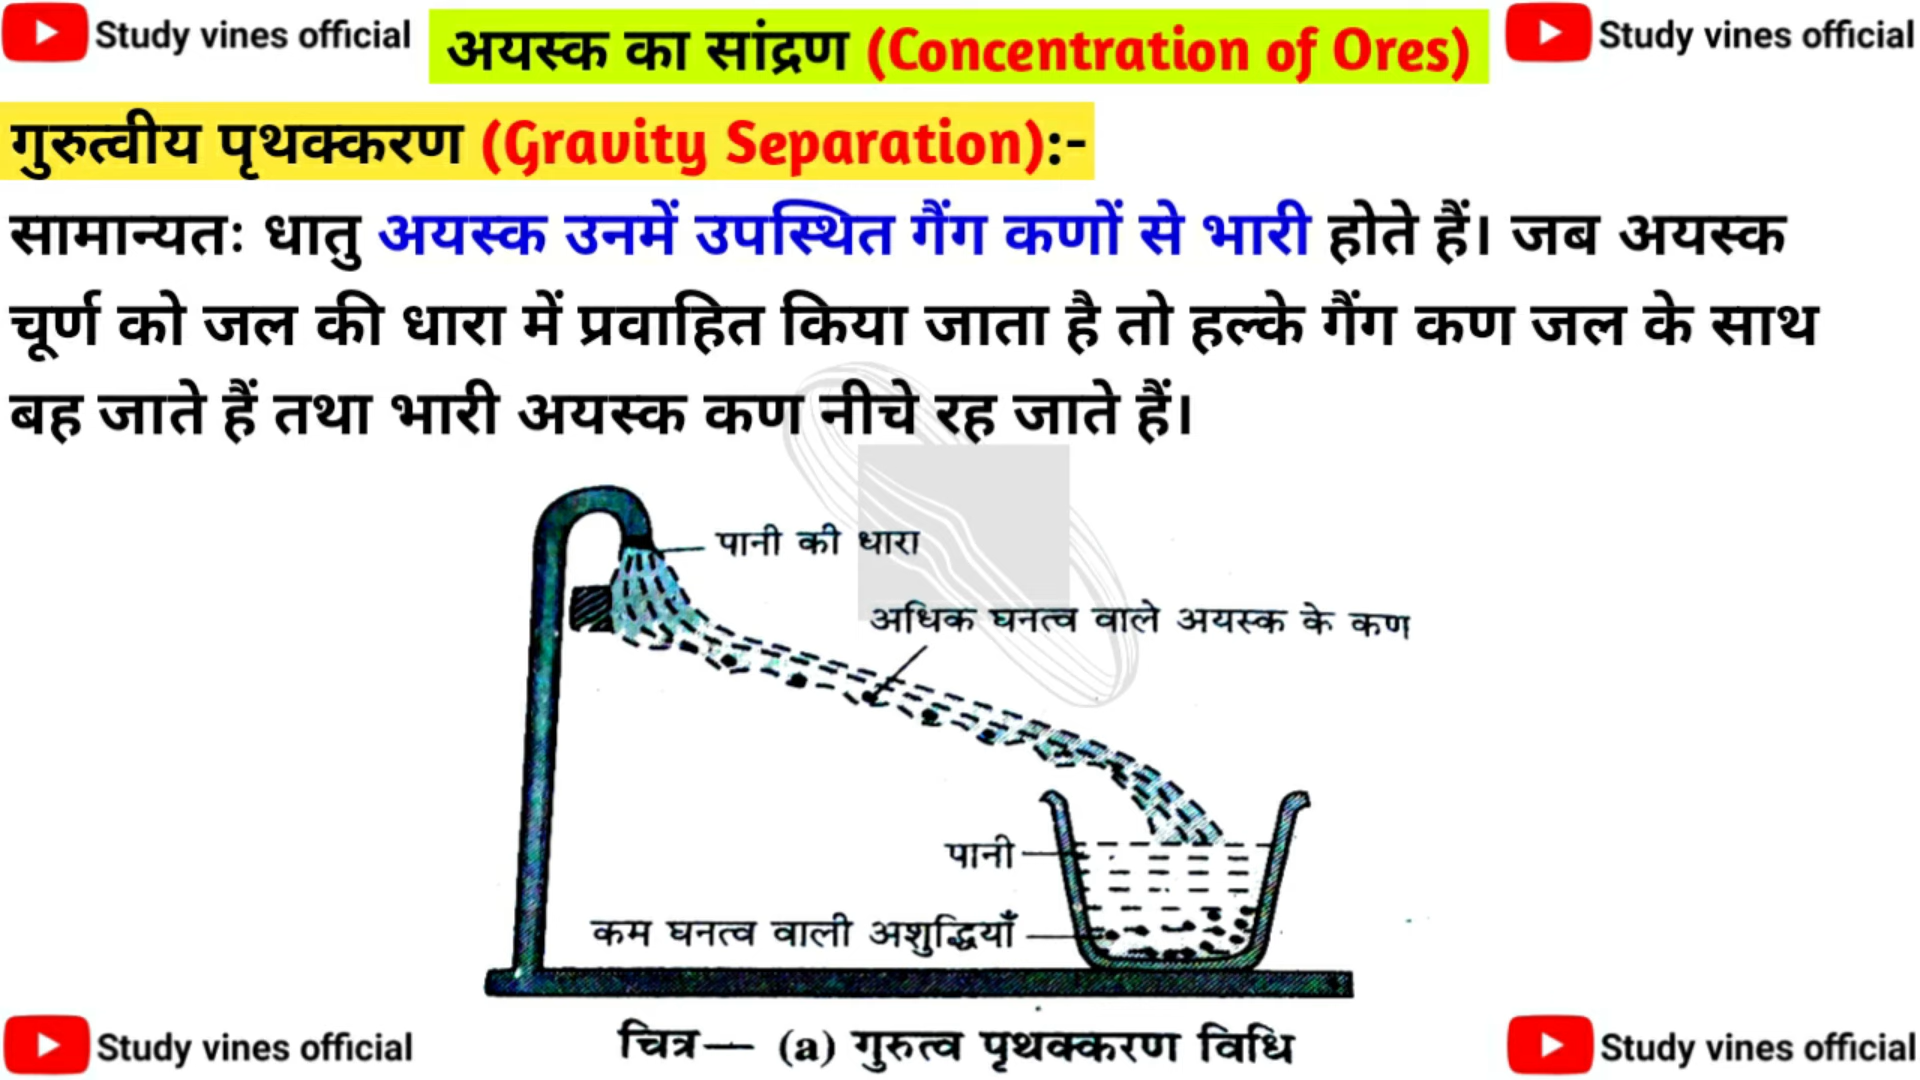 Study vines official
अयस्क का सांद्रण (Concentration of Ores)
Study vines official
गुरुत्वीय पृथक्करण (Gravity Separation):-
सामान्यतः धातु अयस्क उनमें उपस्थित गैंग कणों से भारी होते हैं। जब अयस्क
चूर्ण को जल की धारा में प्रवाहित किया जाता है तो हल्के गैंग कण जल के साथ
बह जाते हैं तथा भारी अयस्क कण नीचे रह जाते हैं।
पानी की धारा
अधिक घनत्व वाले अयस्क के कण
पानी
कम घनत्व वाली अशुद्धियाँ
Study vines official
चित्र— (a) गुरुत्व पृथक्करण विधि
Study vines official